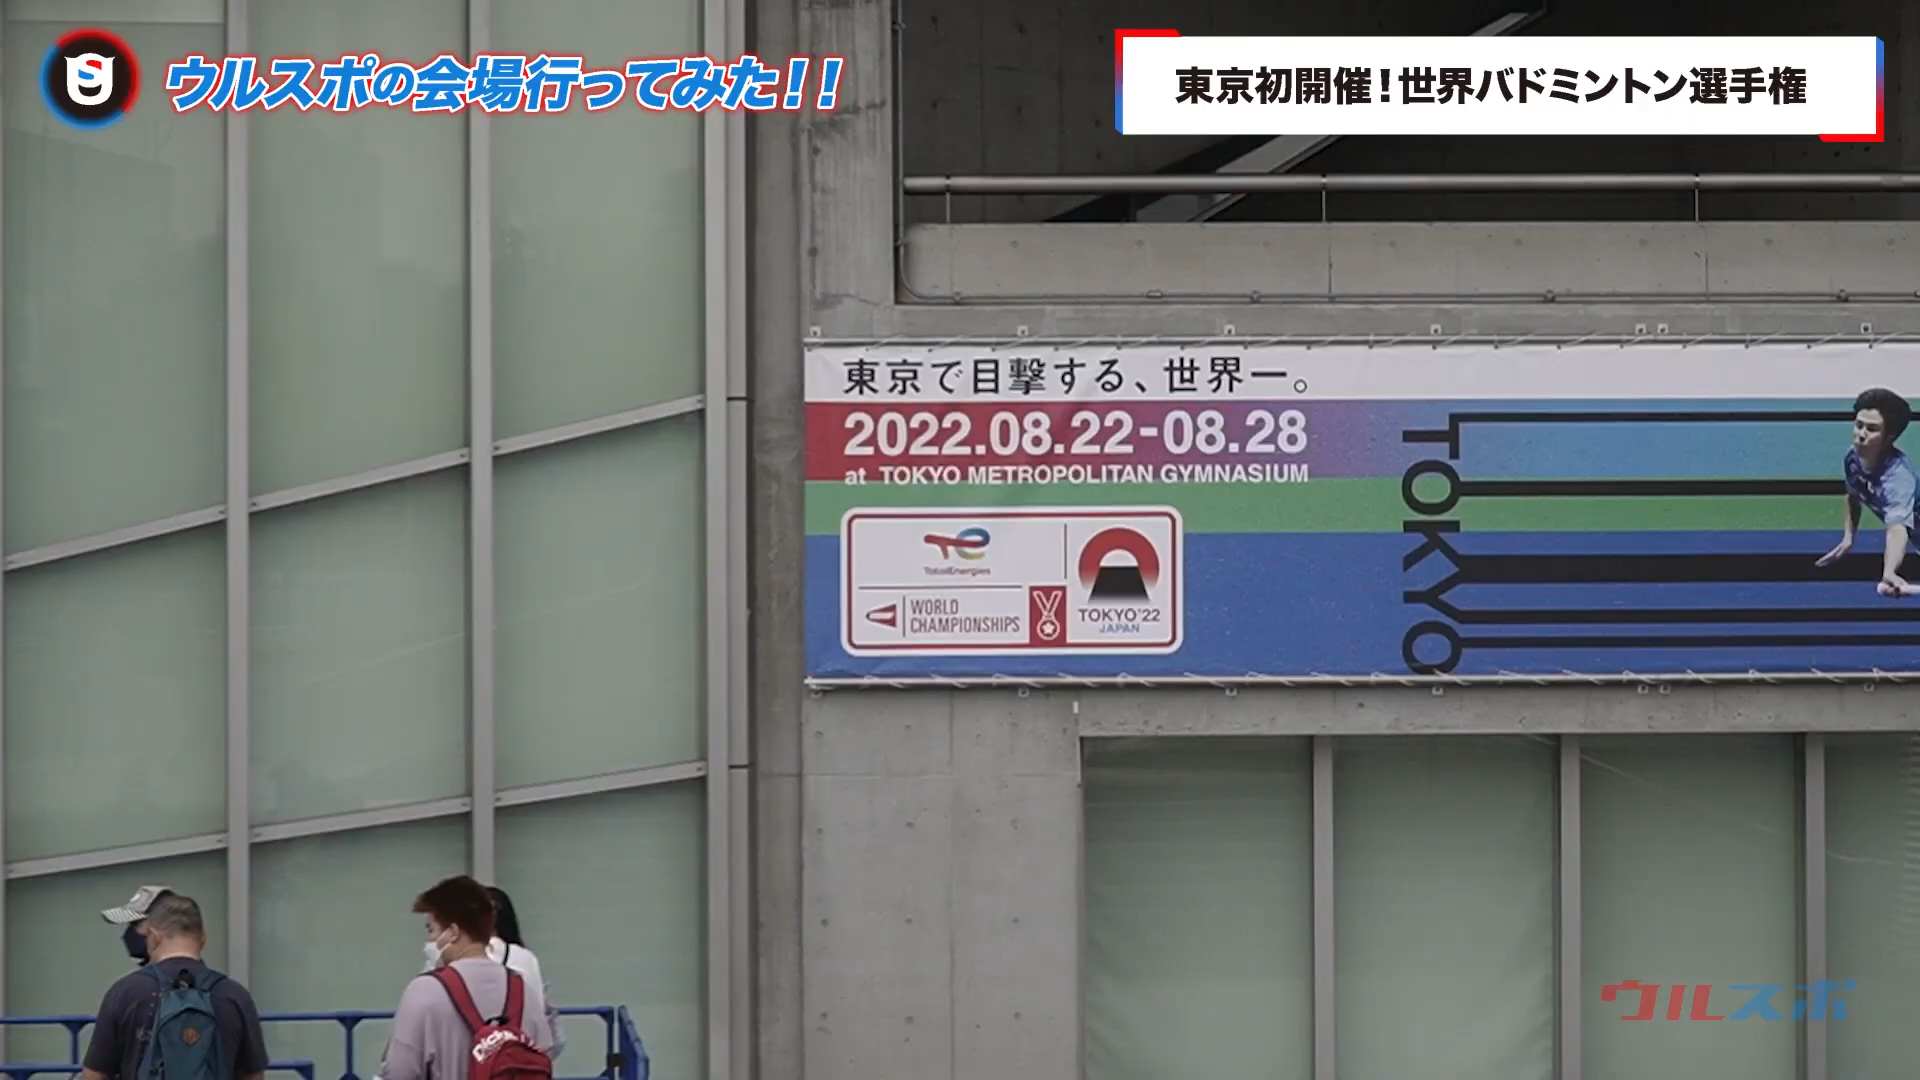 ウルスポの会場行ってみた!!
東京初開催！世界バドミントン選手権
東京で目撃する、世界一。
2022.08.22-08.28
at TOKYO METROPOLITAN GYMNASIUM
TotalEnergies
WORLD
CHAMPIONSHIPS
TOKYO'22
JAPAN
TOKYO
Dickies
ウルスポ